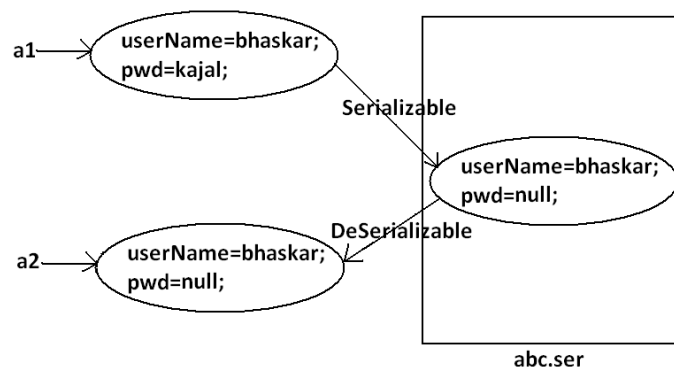 userName=bhaskar;
a1
pwd=kajal;
Serializable
userName=bhaskar;
pwd=null;
DeSerializable
userName=bhaskar;
a2
pwd=null;
abc.ser